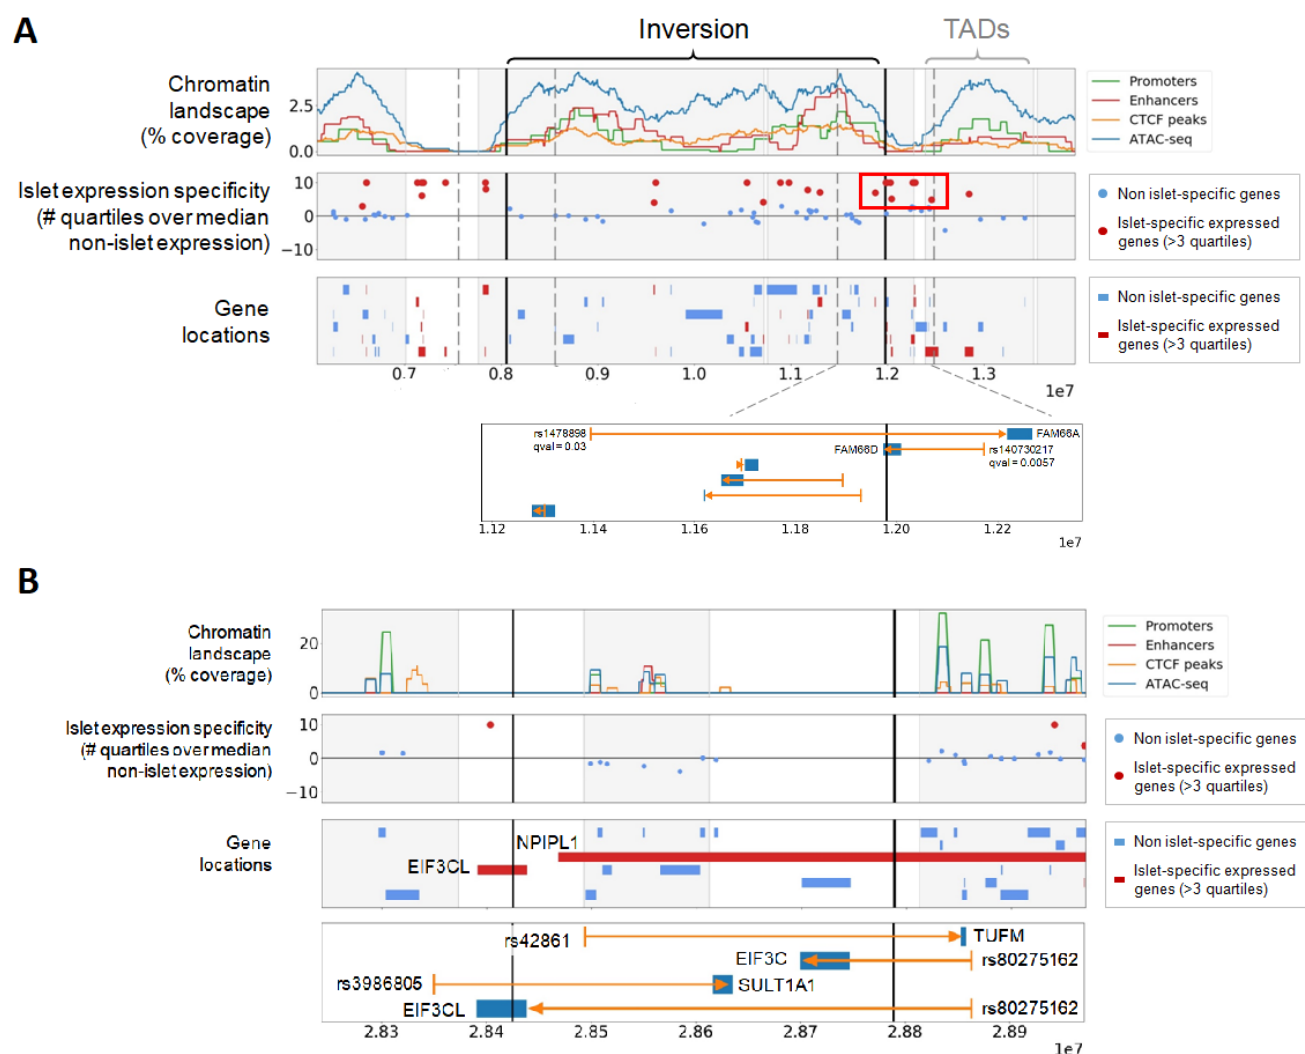 A
Inversion
TADs
Chromatin
landscape
(% coverage)
2.5
0.0
Promoters
Enhancers
CTCF peaks
ATAC-seq
Islet expression specificity
(# quartiles over median
non-islet expression)
10
0
−10
Non islet-specific genes
Islet-specific expressed
genes (>3 quartiles)
Gene
locations
Non islet-specific genes
Islet-specific expressed
genes (>3 quartiles)
0.7 0.8 0.9 1.0 1.1 1.2 1.3
1e7
rs1478898
qval = 0.03
FAM66A
FAM66D
rs140730217
qval = 0.0057
1.12 1.14 1.16 1.18 1.20 1.22
1e7
B
Chromatin
landscape
(% coverage)
20
0
Promoters
Enhancers
CTCF peaks
ATAC-seq
Islet expression specificity
(# quartiles over median
non-islet expression)
10
0
−10
Non islet-specific genes
Islet-specific expressed
genes (>3 quartiles)
Gene
locations
NPIPL1
EIF3CL
Non islet-specific genes
Islet-specific expressed
genes (>3 quartiles)
rs42861
TUFM
EIF3C
rs80275162
rs3986805
SULT1A1
EIF3CL
rs80275162
2.83 2.84 2.85 2.86 2.87 2.88 2.89
1e7